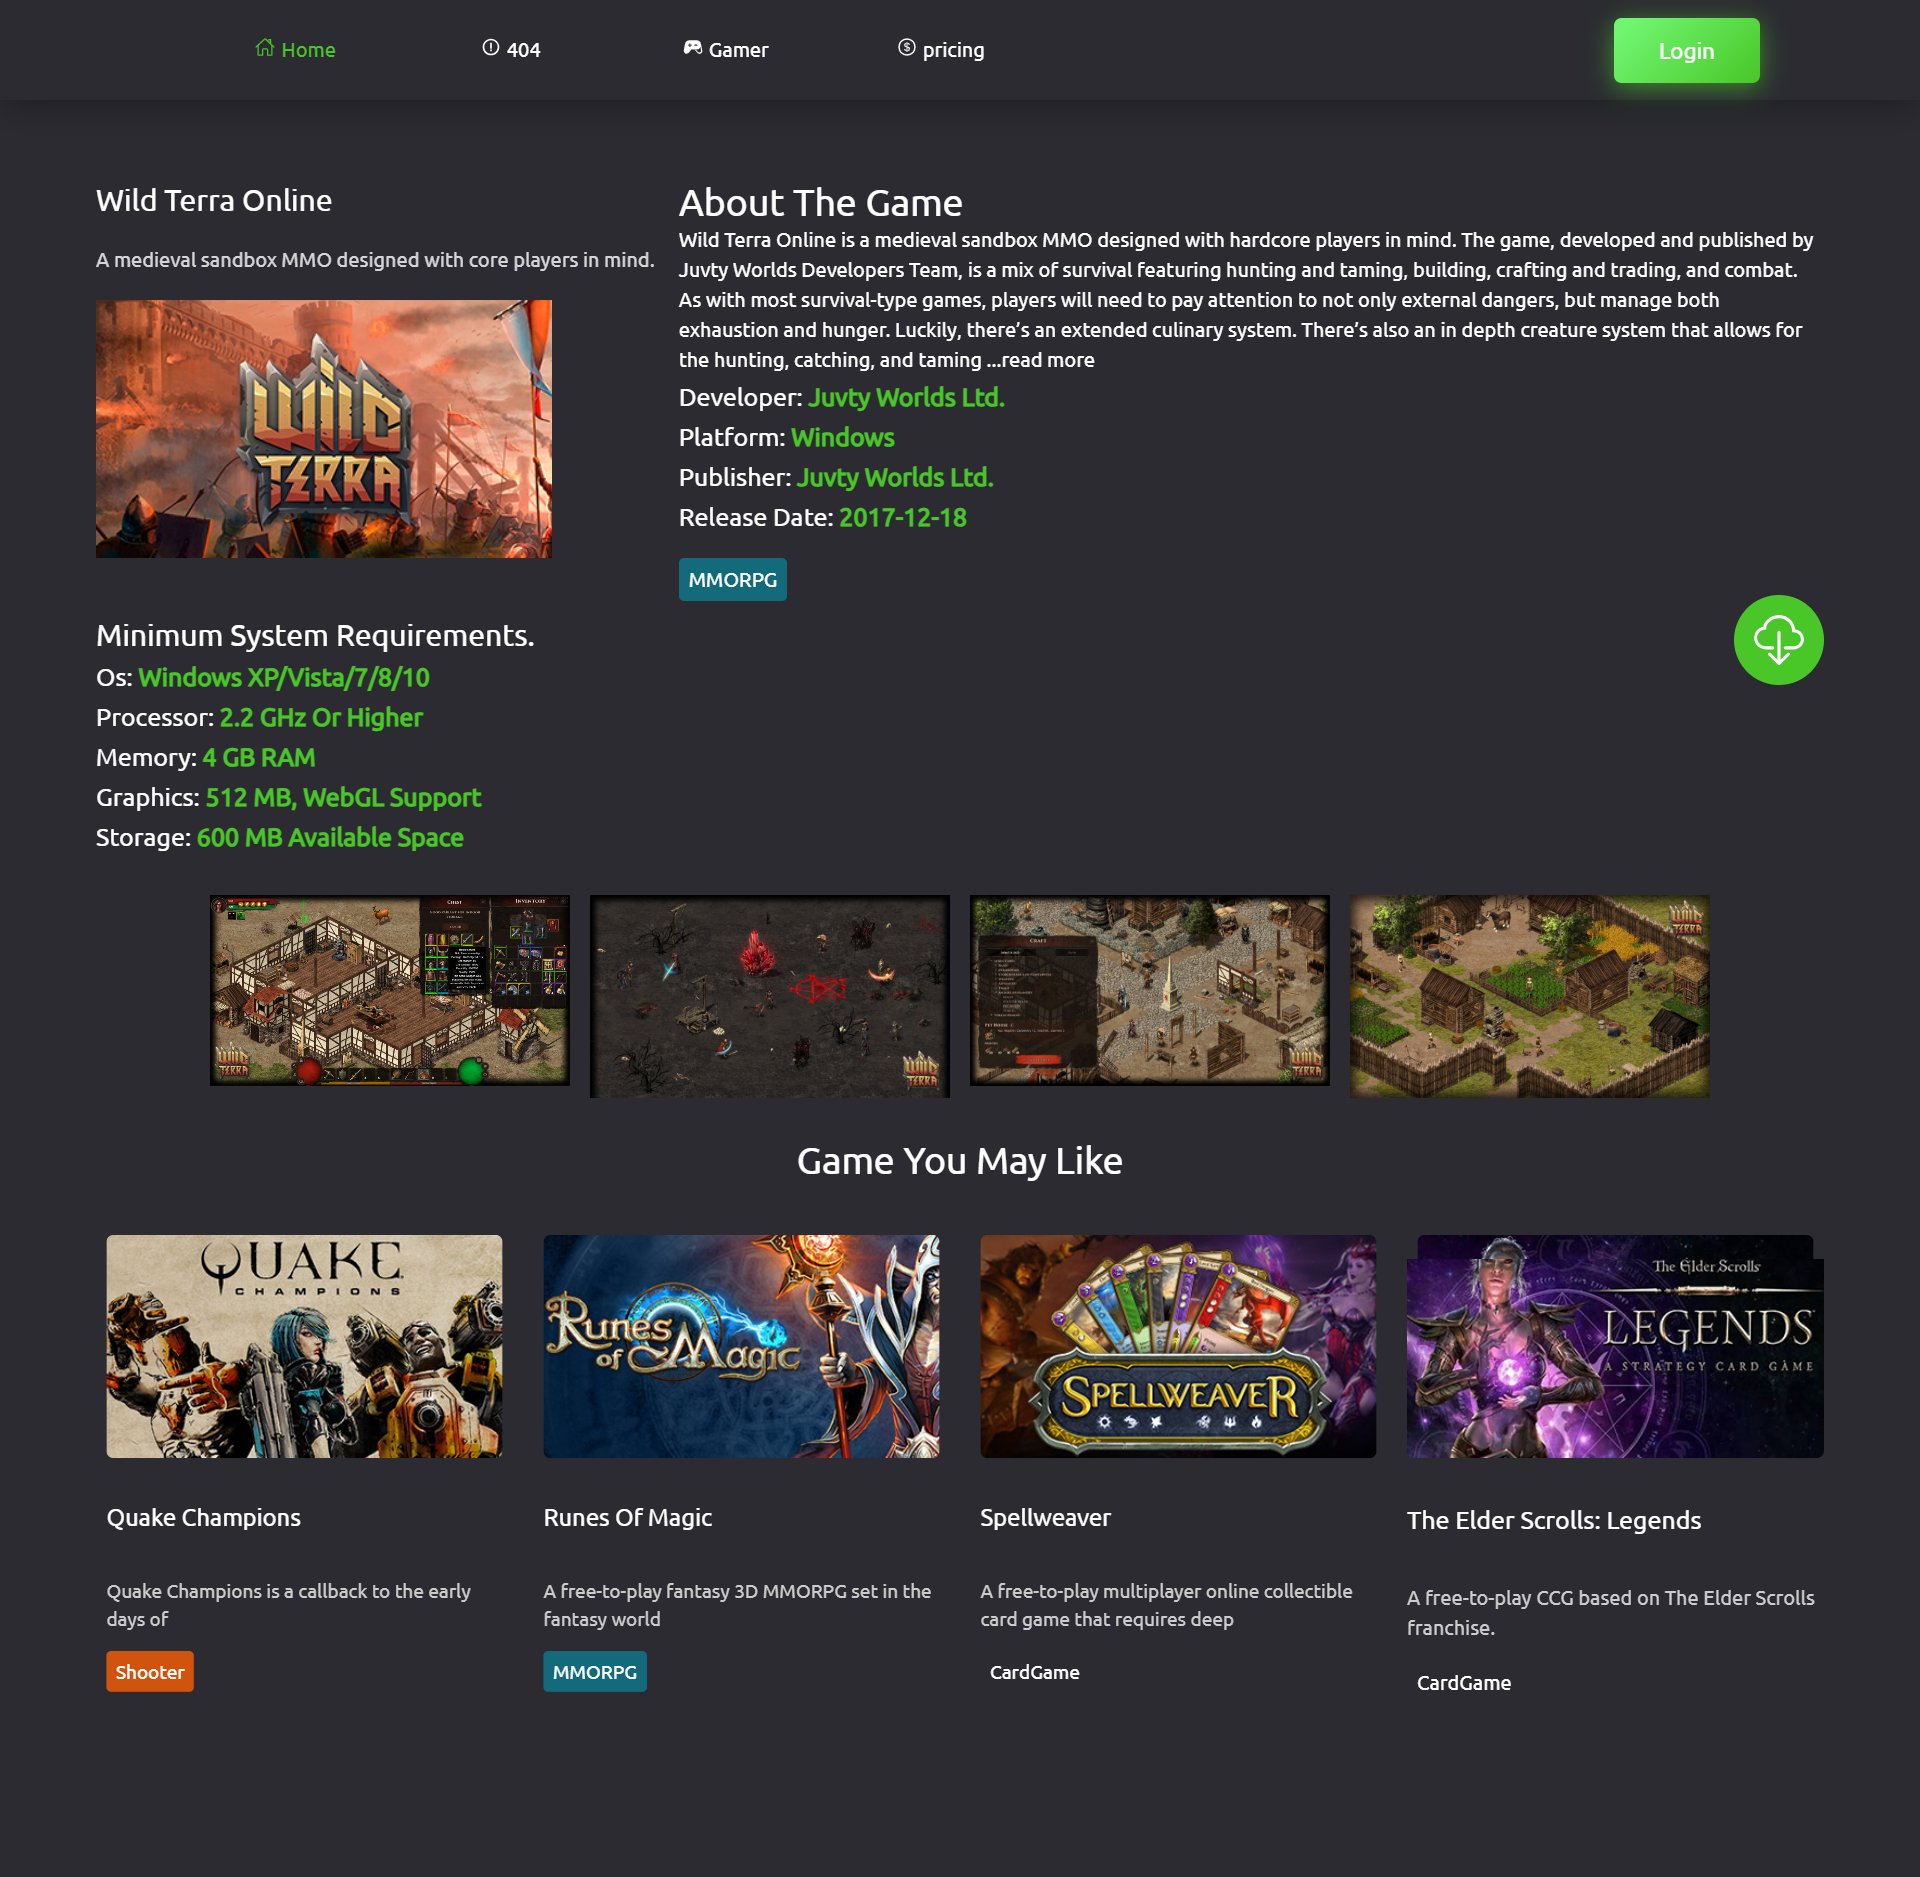 Home
404
Gamer
pricing
Login
Wild Terra Online
A medieval sandbox MMO designed with core players in mind.
WILD
TERRA
About The Game
Wild Terra Online is a medieval sandbox MMO designed with hardcore players in mind. The game, developed and published by
Juvty Worlds Developers Team, is a mix of survival featuring hunting and taming, building, crafting and trading, and combat.
As with most survival-type games, players will need to pay attention to not only external dangers, but manage both
exhaustion and hunger. Luckily, there’s an extended culinary system. There’s also an in depth creature system that allows for
the hunting, catching, and taming ...read more
Developer: Juvty Worlds Ltd.
Platform: Windows
Publisher: Juvty Worlds Ltd.
Release Date: 2017-12-18
MMORPG
Minimum System Requirements.
Os: Windows XP/Vista/7/8/10
Processor: 2.2 GHz Or Higher
Memory: 4 GB RAM
Graphics: 512 MB, WebGL Support
Storage: 600 MB Available Space
CHEST
INVENTORY
WILD
TERRA
WILD
TERRA
CRAFT
WILD
TERRA
WILD
TERRA
Game You May Like
QUAKE
CHAMPIONS
Quake Champions
Quake Champions is a callback to the early
days of
Shooter
Runes
of Magic
Runes Of Magic
A free-to-play fantasy 3D MMORPG set in the
fantasy world
MMORPG
SPELLWEAVER
Spellweaver
A free-to-play multiplayer online collectible
card game that requires deep
CardGame
The Elder Scrolls
LEGENDS
A STRATEGY CARD GAME
The Elder Scrolls: Legends
A free-to-play CCG based on The Elder Scrolls
franchise.
CardGame